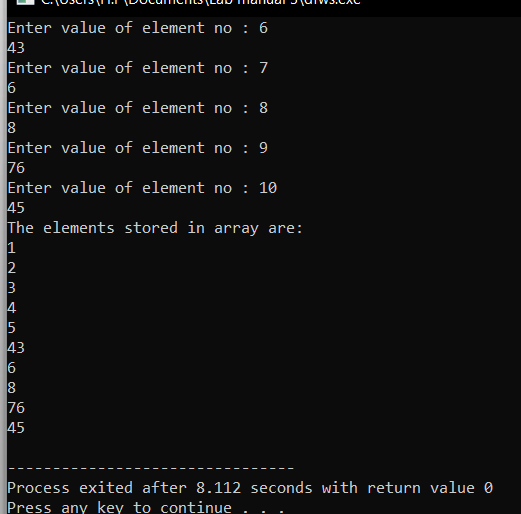 C:\Users\H.P\Documents\Lab manual 5\dfws.exe
Enter value of element no : 6
43
Enter value of element no : 7
6
Enter value of element no : 8
8
Enter value of element no : 9
76
Enter value of element no : 10
45
The elements stored in array are:
1
2
3
4
5
43
6
8
76
45
--------------------------------
Process exited after 8.112 seconds with return value 0
Press any key to continue . . .